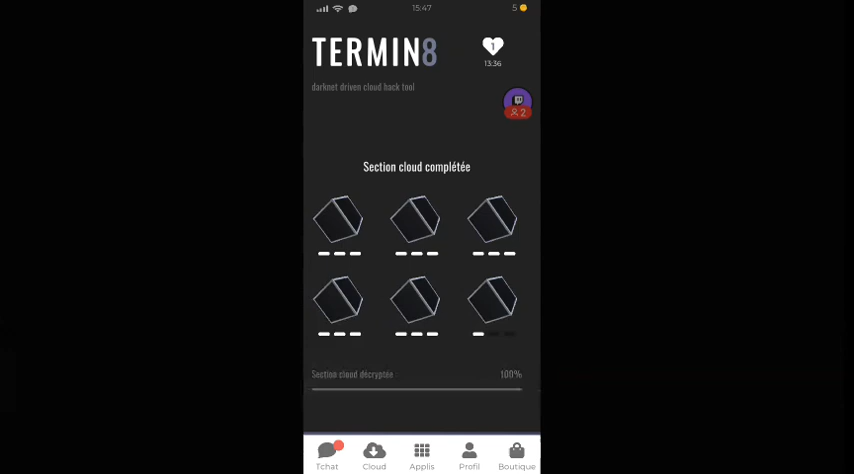 15:47
5
TERMIN8
1
13:36
darknet driven cloud hack tool
2
Section cloud complétée
Section cloud décryptée
100%
Tchat
Cloud
Applis
Profil
Boutique